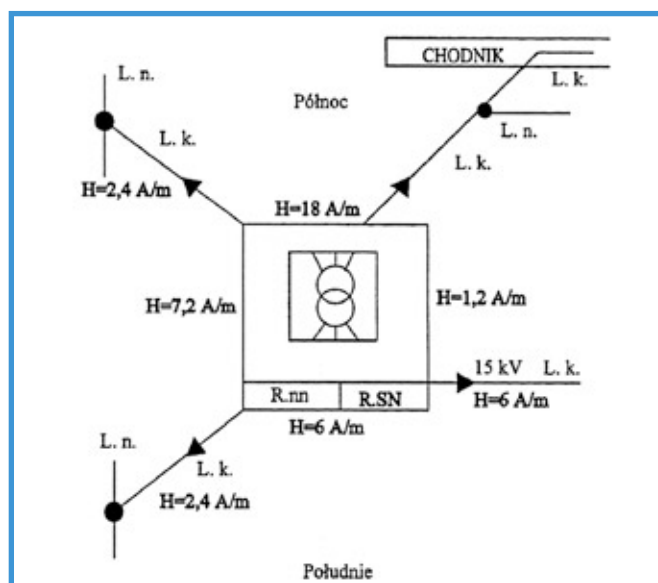 CHODNIK
L. n.
L. k.
Północ
L. k.
L. n.
L. k.
H=2,4 A/m
H=18 A/m
H=7,2 A/m
H=1,2 A/m
15 kV L. k.
R.nn
R.SN
H=6 A/m
H=6 A/m
L. n.
L. k.
H=2,4 A/m
Południe